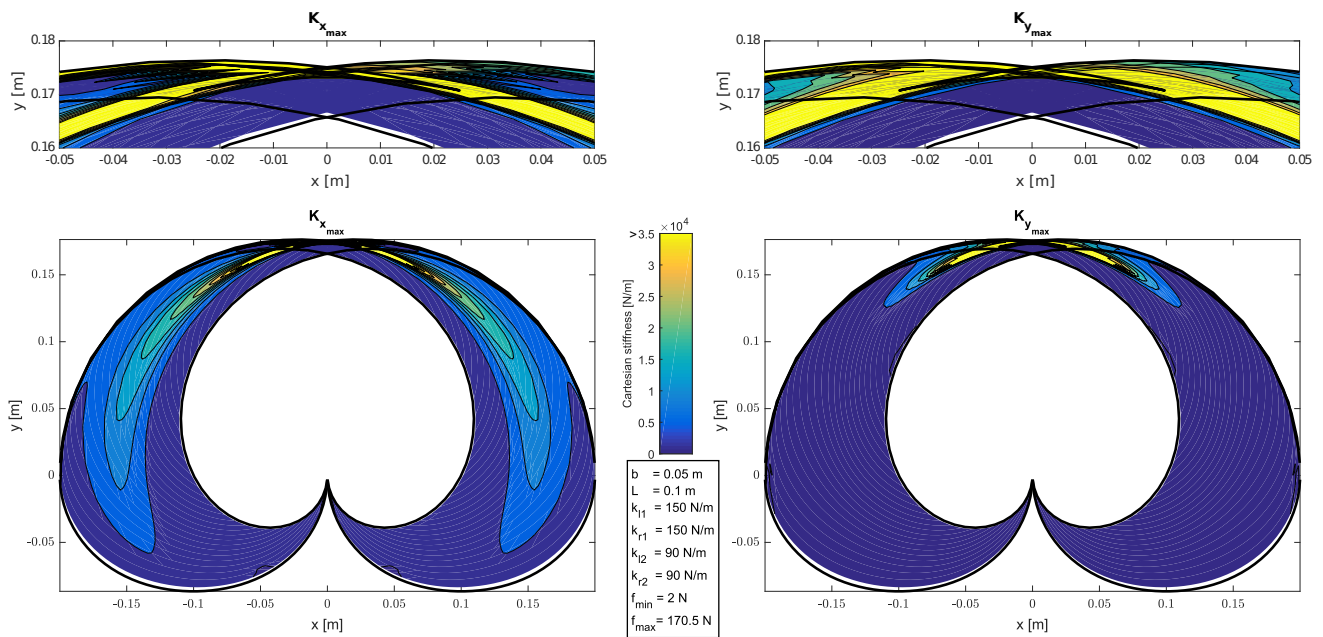 K_x_max
0.18
0.17
0.16
y [m]
-0.05 -0.04 -0.03 -0.02 -0.01 0 0.01 0.02 0.03 0.04 0.05
x [m]
K_y_max
0.18
0.17
0.16
y [m]
-0.05 -0.04 -0.03 -0.02 -0.01 0 0.01 0.02 0.03 0.04 0.05
x [m]
K_x_max
0.15
0.1
0.05
0
-0.05
y [m]
-0.15 -0.1 -0.05 0 0.05 0.1 0.15
x [m]
×10^4
>3.5
3
2.5
2
1.5
1
0.5
0
Cartesian stiffness [N/m]
b = 0.05 m
L = 0.1 m
k_l1 = 150 N/m
k_r1 = 150 N/m
k_l2 = 90 N/m
k_r2 = 90 N/m
f_min = 2 N
f_max = 170.5 N
K_y_max
0.15
0.1
0.05
0
-0.05
y [m]
-0.15 -0.1 -0.05 0 0.05 0.1 0.15
x [m]